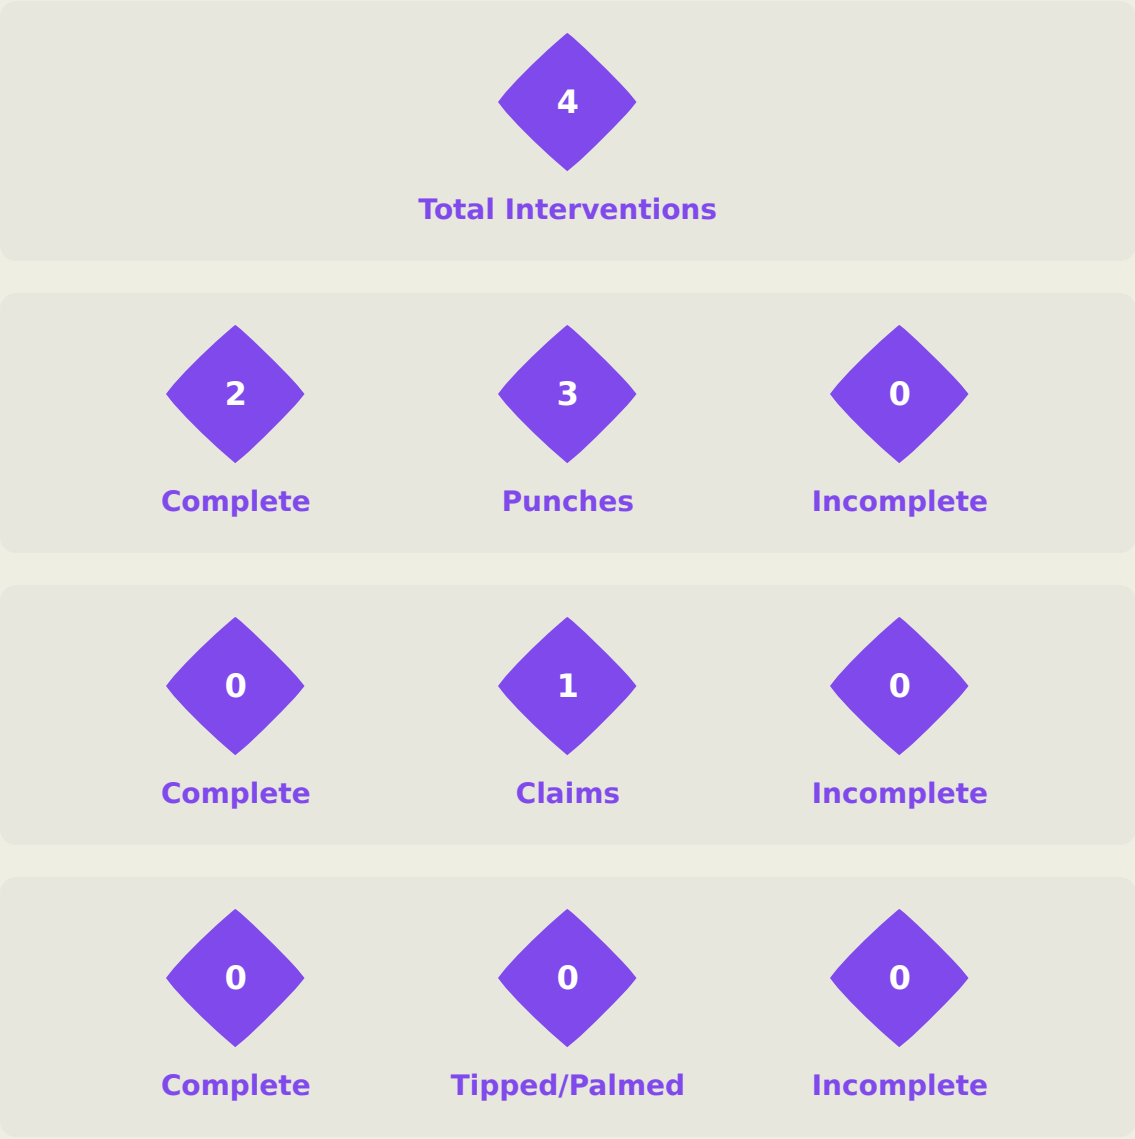 4
Total Interventions
2 3 0
Complete Punches Incomplete
0 1 0
Complete Claims Incomplete
0 0 0
Complete Tipped/Palmed Incomplete